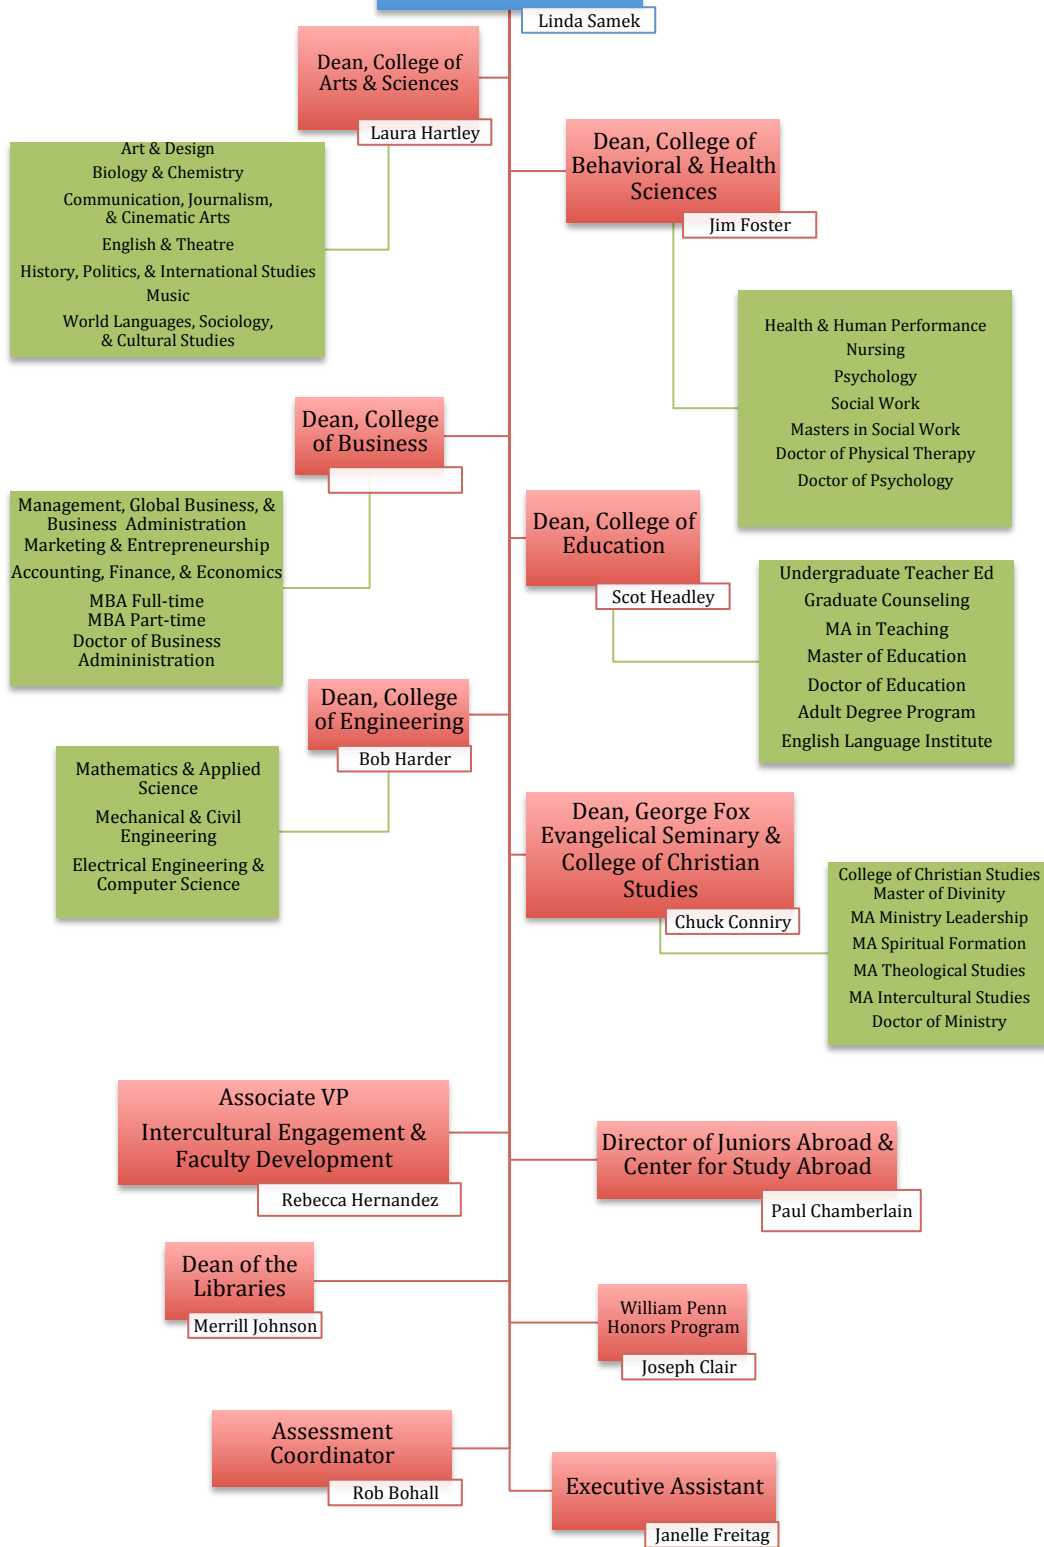 Linda Samek
Dean, College of
Arts & Sciences
Laura Hartley
Art & Design
Biology & Chemistry
Communication, Journalism,
& Cinematic Arts
English & Theatre
History, Politics, & International Studies
Music
World Languages, Sociology,
& Cultural Studies
Dean, College of
Behavioral & Health
Sciences
Jim Foster
Health & Human Performance
Nursing
Psychology
Social Work
Masters in Social Work
Doctor of Physical Therapy
Doctor of Psychology
Dean, College
of Business
Management, Global Business, &
Business Administration
Marketing & Entrepreneurship
Accounting, Finance, & Economics
MBA Full-time
MBA Part-time
Doctor of Business
Admininistration
Dean, College of
Education
Scot Headley
Undergraduate Teacher Ed
Graduate Counseling
MA in Teaching
Master of Education
Doctor of Education
Adult Degree Program
English Language Institute
Dean, College
of Engineering
Bob Harder
Mathematics & Applied
Science
Mechanical & Civil
Engineering
Electrical Engineering &
Computer Science
Dean, George Fox
Evangelical Seminary &
College of Christian
Studies
Chuck Conniry
College of Christian Studies
Master of Divinity
MA Ministry Leadership
MA Spiritual Formation
MA Theological Studies
MA Intercultural Studies
Doctor of Ministry
Associate VP
Intercultural Engagement &
Faculty Development
Rebecca Hernandez
Director of Juniors Abroad &
Center for Study Abroad
Paul Chamberlain
Dean of the
Libraries
Merrill Johnson
William Penn
Honors Program
Joseph Clair
Assessment
Coordinator
Rob Bohall
Executive Assistant
Janelle Freitag